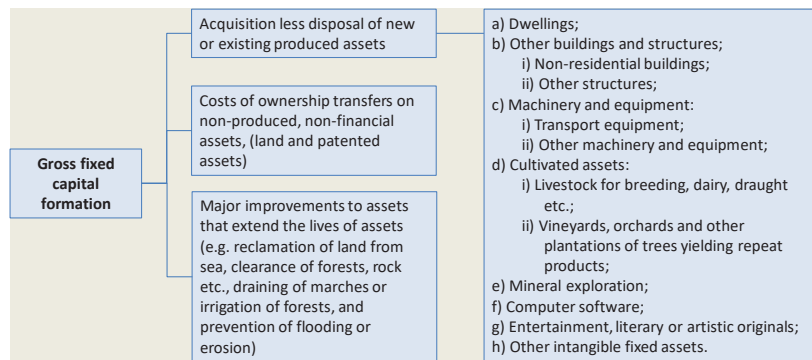 Gross fixed
capital
formation
Acquisition less disposal of new
or existing produced assets
Costs of ownership transfers on
non-produced, non-financial
assets, (land and patented
assets)
Major improvements to assets
that extend the lives of assets
(e.g. reclamation of land from
sea, clearance of forests, rock
etc., draining of marches or
irrigation of forests, and
prevention of flooding or
erosion)
a) Dwellings;
b) Other buildings and structures;
i) Non-residential buildings;
ii) Other structures;
c) Machinery and equipment:
i) Transport equipment;
ii) Other machinery and equipment;
d) Cultivated assets:
i) Livestock for breeding, dairy, draught
etc.;
ii) Vineyards, orchards and other
plantations of trees yielding repeat
products;
e) Mineral exploration;
f) Computer software;
g) Entertainment, literary or artistic originals;
h) Other intangible fixed assets.